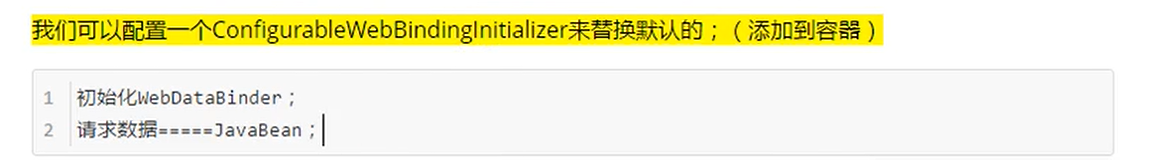 我们可以配置一个ConfigurableWebBindingInitializer来替换默认的；（添加到容器）
1 初始化WebDataBinder；
2 请求数据=====JavaBean；